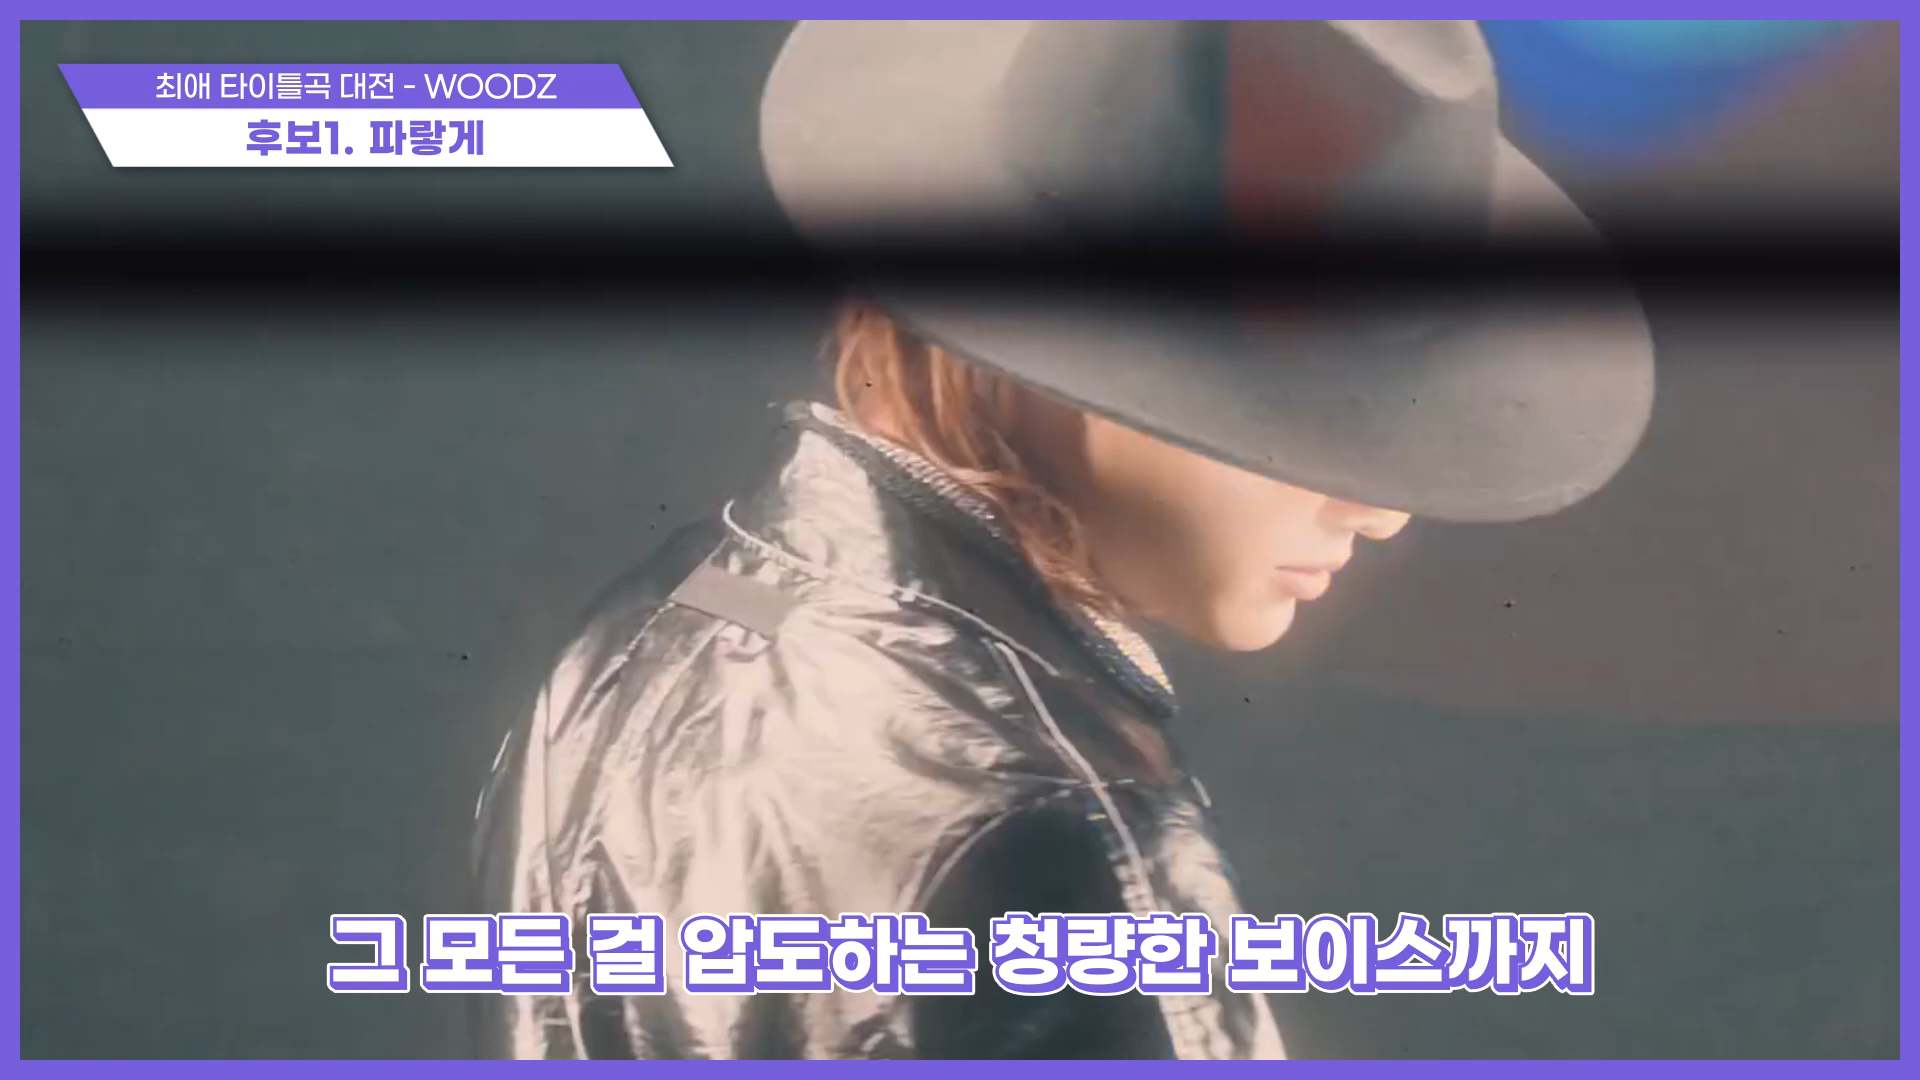 최애 타이틀곡 대전 - WOODZ
후보1. 파랗게
그 모든 걸 압도하는 청량한 보이스까지